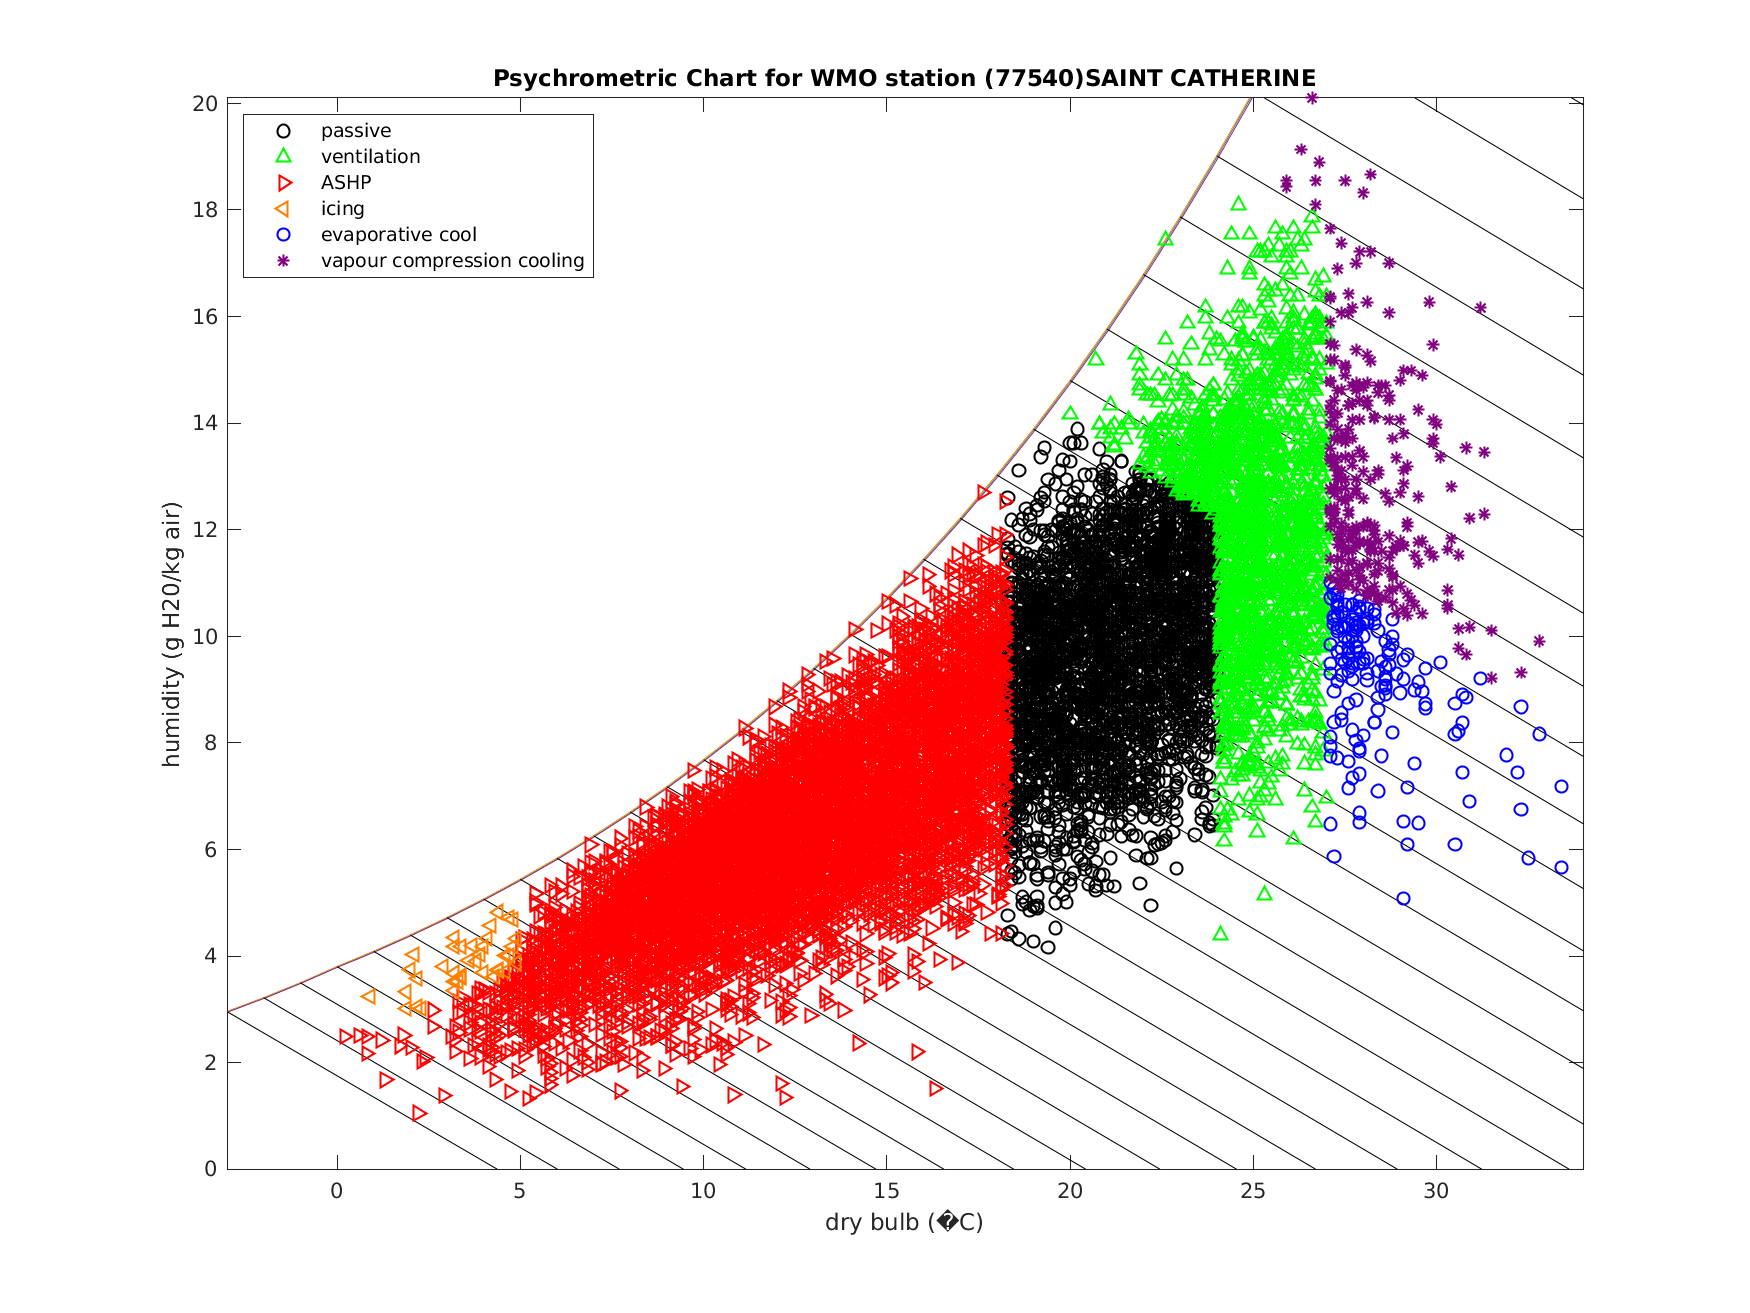 Psychrometric Chart for WMO station (77540)SAINT CATHERINE
passive
ventilation
ASHP
icing
evaporative cool
vapour compression cooling
20
18
16
14
12
10
8
6
4
2
0
humidity (g H20/kg air)
0 5 10 15 20 25 30
dry bulb (�C)